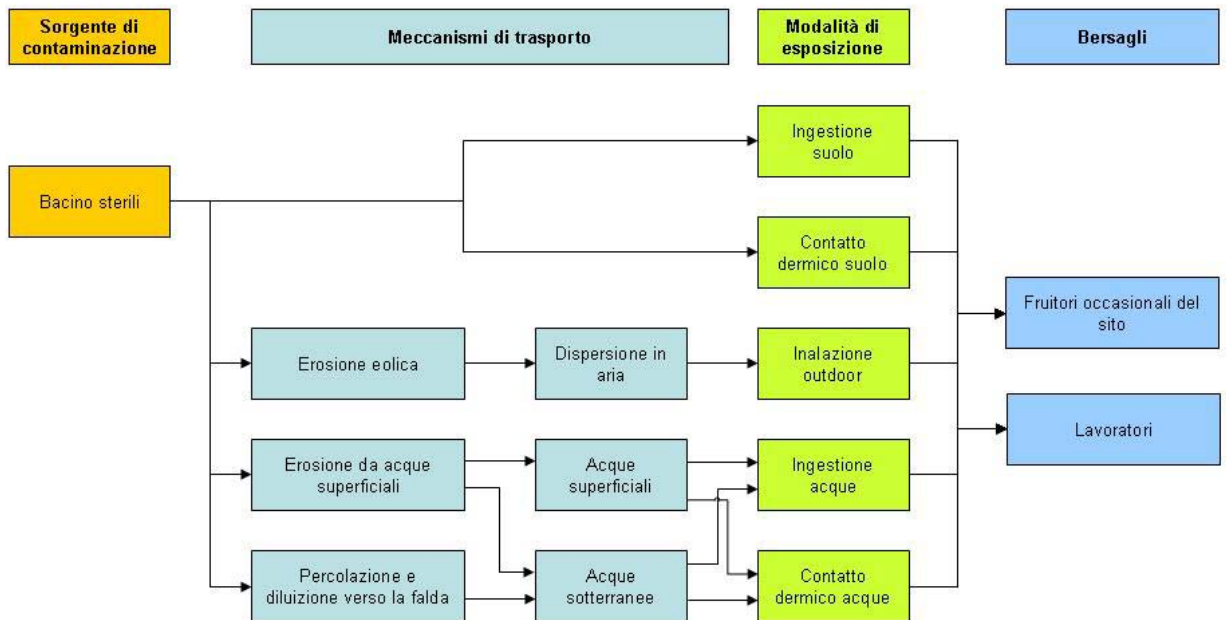 Sorgente di
contaminazione
Meccanismi di trasporto
Modalità di
esposizione
Bersagli
Ingestione
suolo
Bacino sterili
Contatto
dermico suolo
Fruitori occasionali del
sito
Erosione eolica
Dispersione in
aria
Inalazione
outdoor
Lavoratori
Erosione da acque
superficiali
Acque
superficiali
Ingestione
acque
Percolazione e
diluizione verso la falda
Acque
sotterranee
Contatto
dermico acque